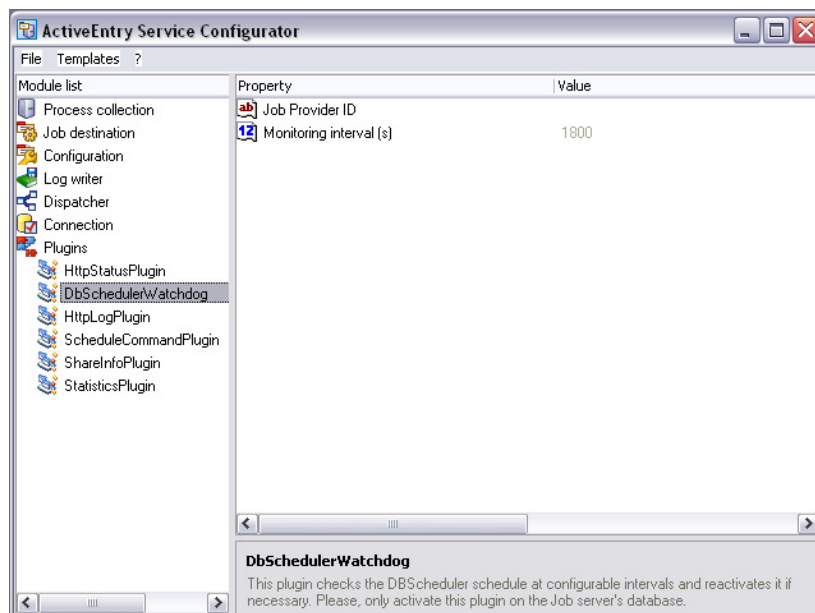 ActiveEntry Service Configurator
File Templates ?
Module list
Property Value
Process collection
Job destination
Configuration
Log writer
Dispatcher
Connection
Plugins
HttpStatusPlugin
DbSchedulerWatchdog
HttpLogPlugin
ScheduleCommandPlugin
ShareInfoPlugin
StatisticsPlugin
ab Job Provider ID
12 Monitoring interval (s) 1800
DbSchedulerWatchdog
This plugin checks the DBScheduler schedule at configurable intervals and reactivates it if
necessary. Please, only activate this plugin on the Job server's database.